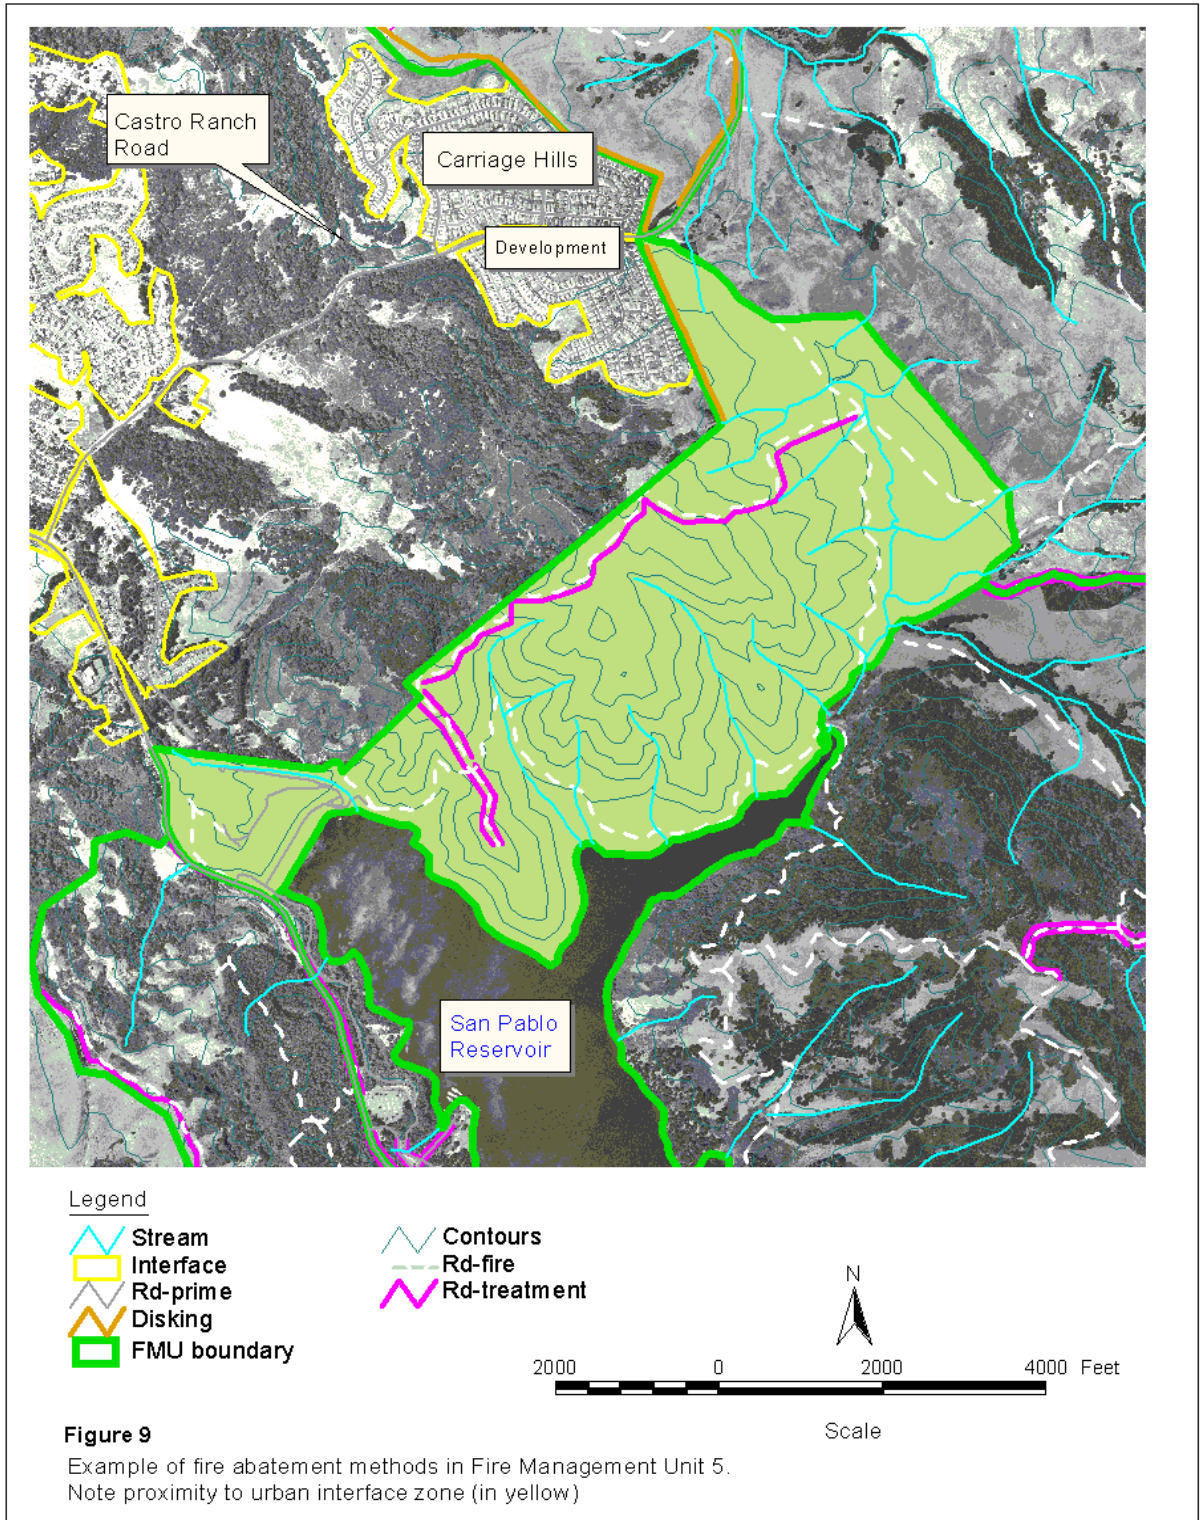 Castro Ranch
Road
Carriage Hills
Development
San Pablo
Reservoir
Legend
Stream
Interface
Rd-prime
Disking
FMU boundary
Contours
Rd-fire
Rd-treatment
N
2000 0 2000 4000 Feet
Scale
Figure 9
Example of fire abatement methods in Fire Management Unit 5.
Note proximity to urban interface zone (in yellow)